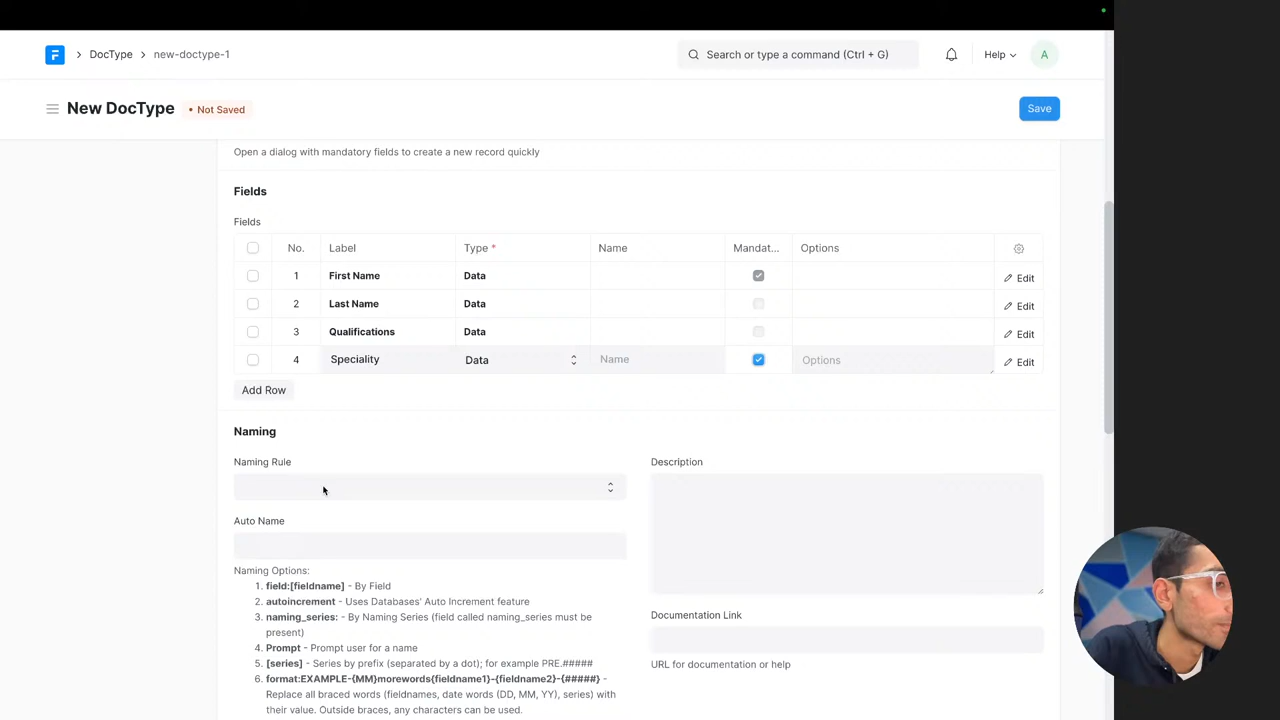 DocType
new-doctype-1
Search or type a command (Ctrl + G)
Help
A
New DocType
• Not Saved
Save
Open a dialog with mandatory fields to create a new record quickly
Fields
Fields
No. Label Type * Name Mandat... Options
1 First Name Data Edit
2 Last Name Data Edit
3 Qualifications Data Edit
4 Speciality Data Name Options Edit
Add Row
Naming
Naming Rule
Description
Auto Name
Naming Options:
1. field:[fieldname] - By Field
2. autoincrement - Uses Databases' Auto Increment feature
3. naming_series: - By Naming Series (field called naming_series must be
present)
4. Prompt - Prompt user for a name
5. [series] - Series by prefix (separated by a dot); for example PRE.#####
6. format:EXAMPLE-{MM}morewords{fieldname1}-{fieldname2}-{#####} -
Replace all braced words (fieldnames, date words (DD, MM, YY), series) with
their value. Outside braces, any characters can be used.
Documentation Link
URL for documentation or help